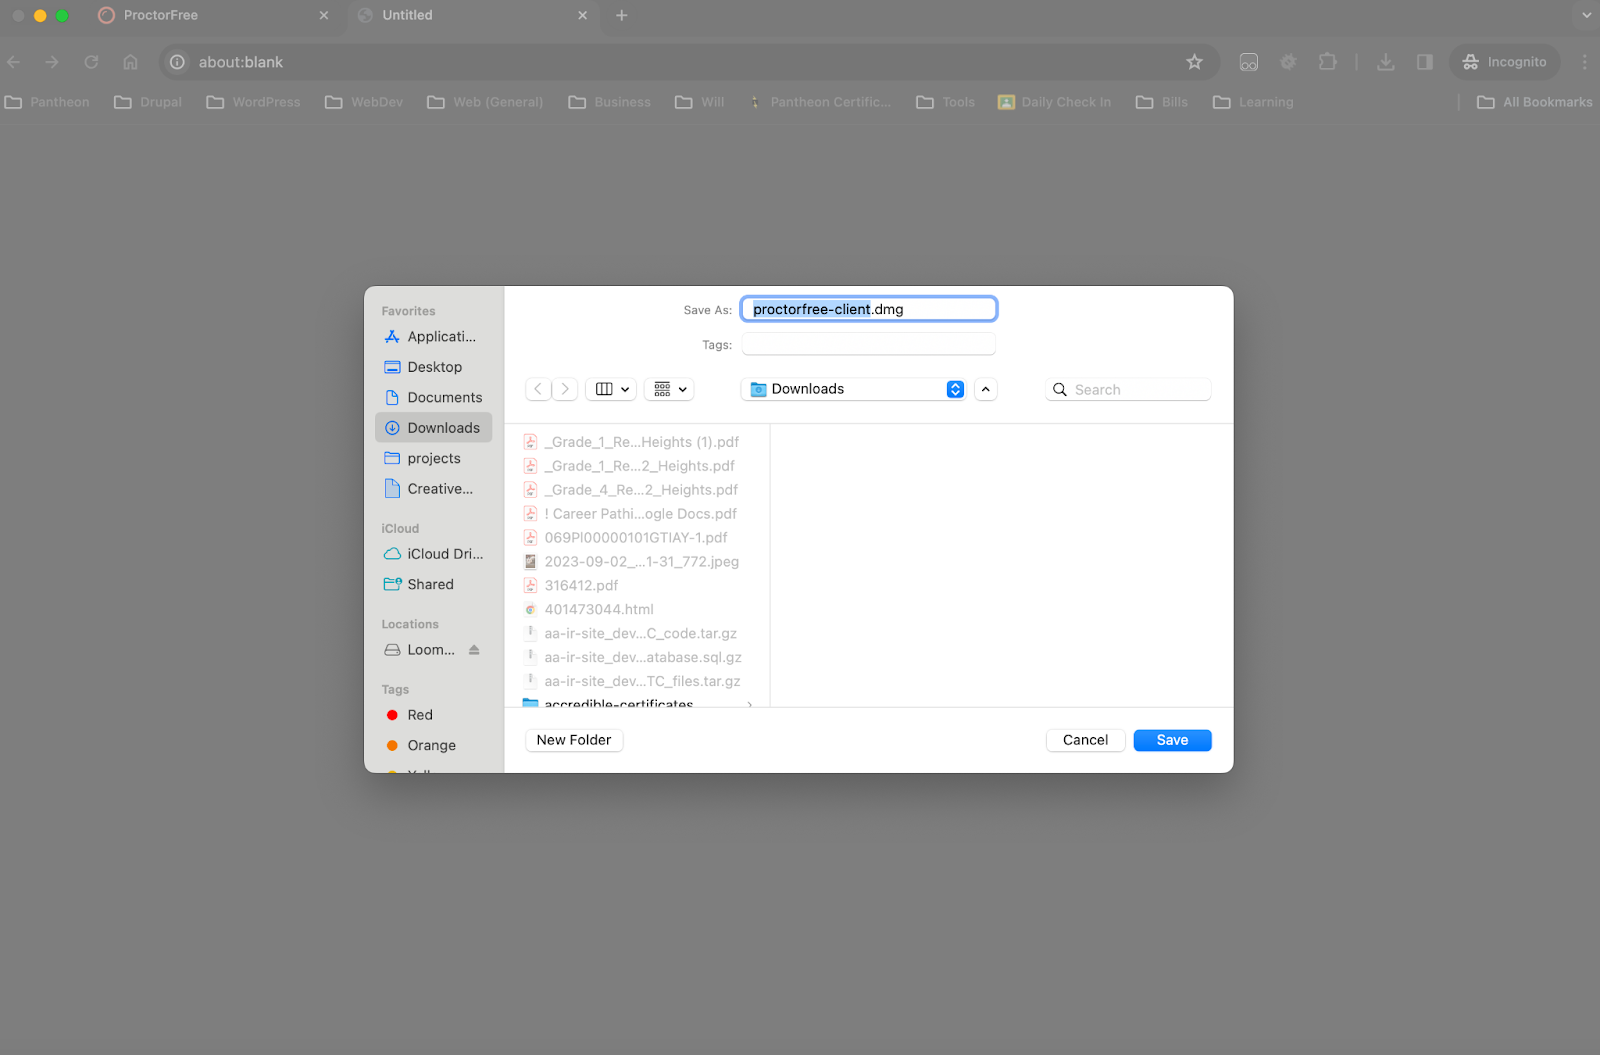 ProctorFree
Untitled
about:blank
Incognito
Pantheon
Drupal
WordPress
WebDev
Web (General)
Business
Will
Pantheon Certific...
Tools
Daily Check In
Bills
Learning
All Bookmarks
Favorites
Applicati...
Desktop
Documents
Downloads
projects
Creative...
iCloud
iCloud Dri...
Shared
Locations
Loom...
Tags
Red
Orange
Save As: proctorfree-client.dmg
Tags:
Downloads
Search
_Grade_1_Re...Heights (1).pdf
_Grade_1_Re...2_Heights.pdf
_Grade_4_Re...2_Heights.pdf
! Career Pathi...ogle Docs.pdf
069PI00000101GTIAY-1.pdf
2023-09-02_...1-31_772.jpeg
316412.pdf
401473044.html
aa-ir-site_dev...C_code.tar.gz
aa-ir-site_dev...atabase.sql.gz
aa-ir-site_dev...TC_files.tar.gz
accredible-certificates
New Folder
Cancel
Save